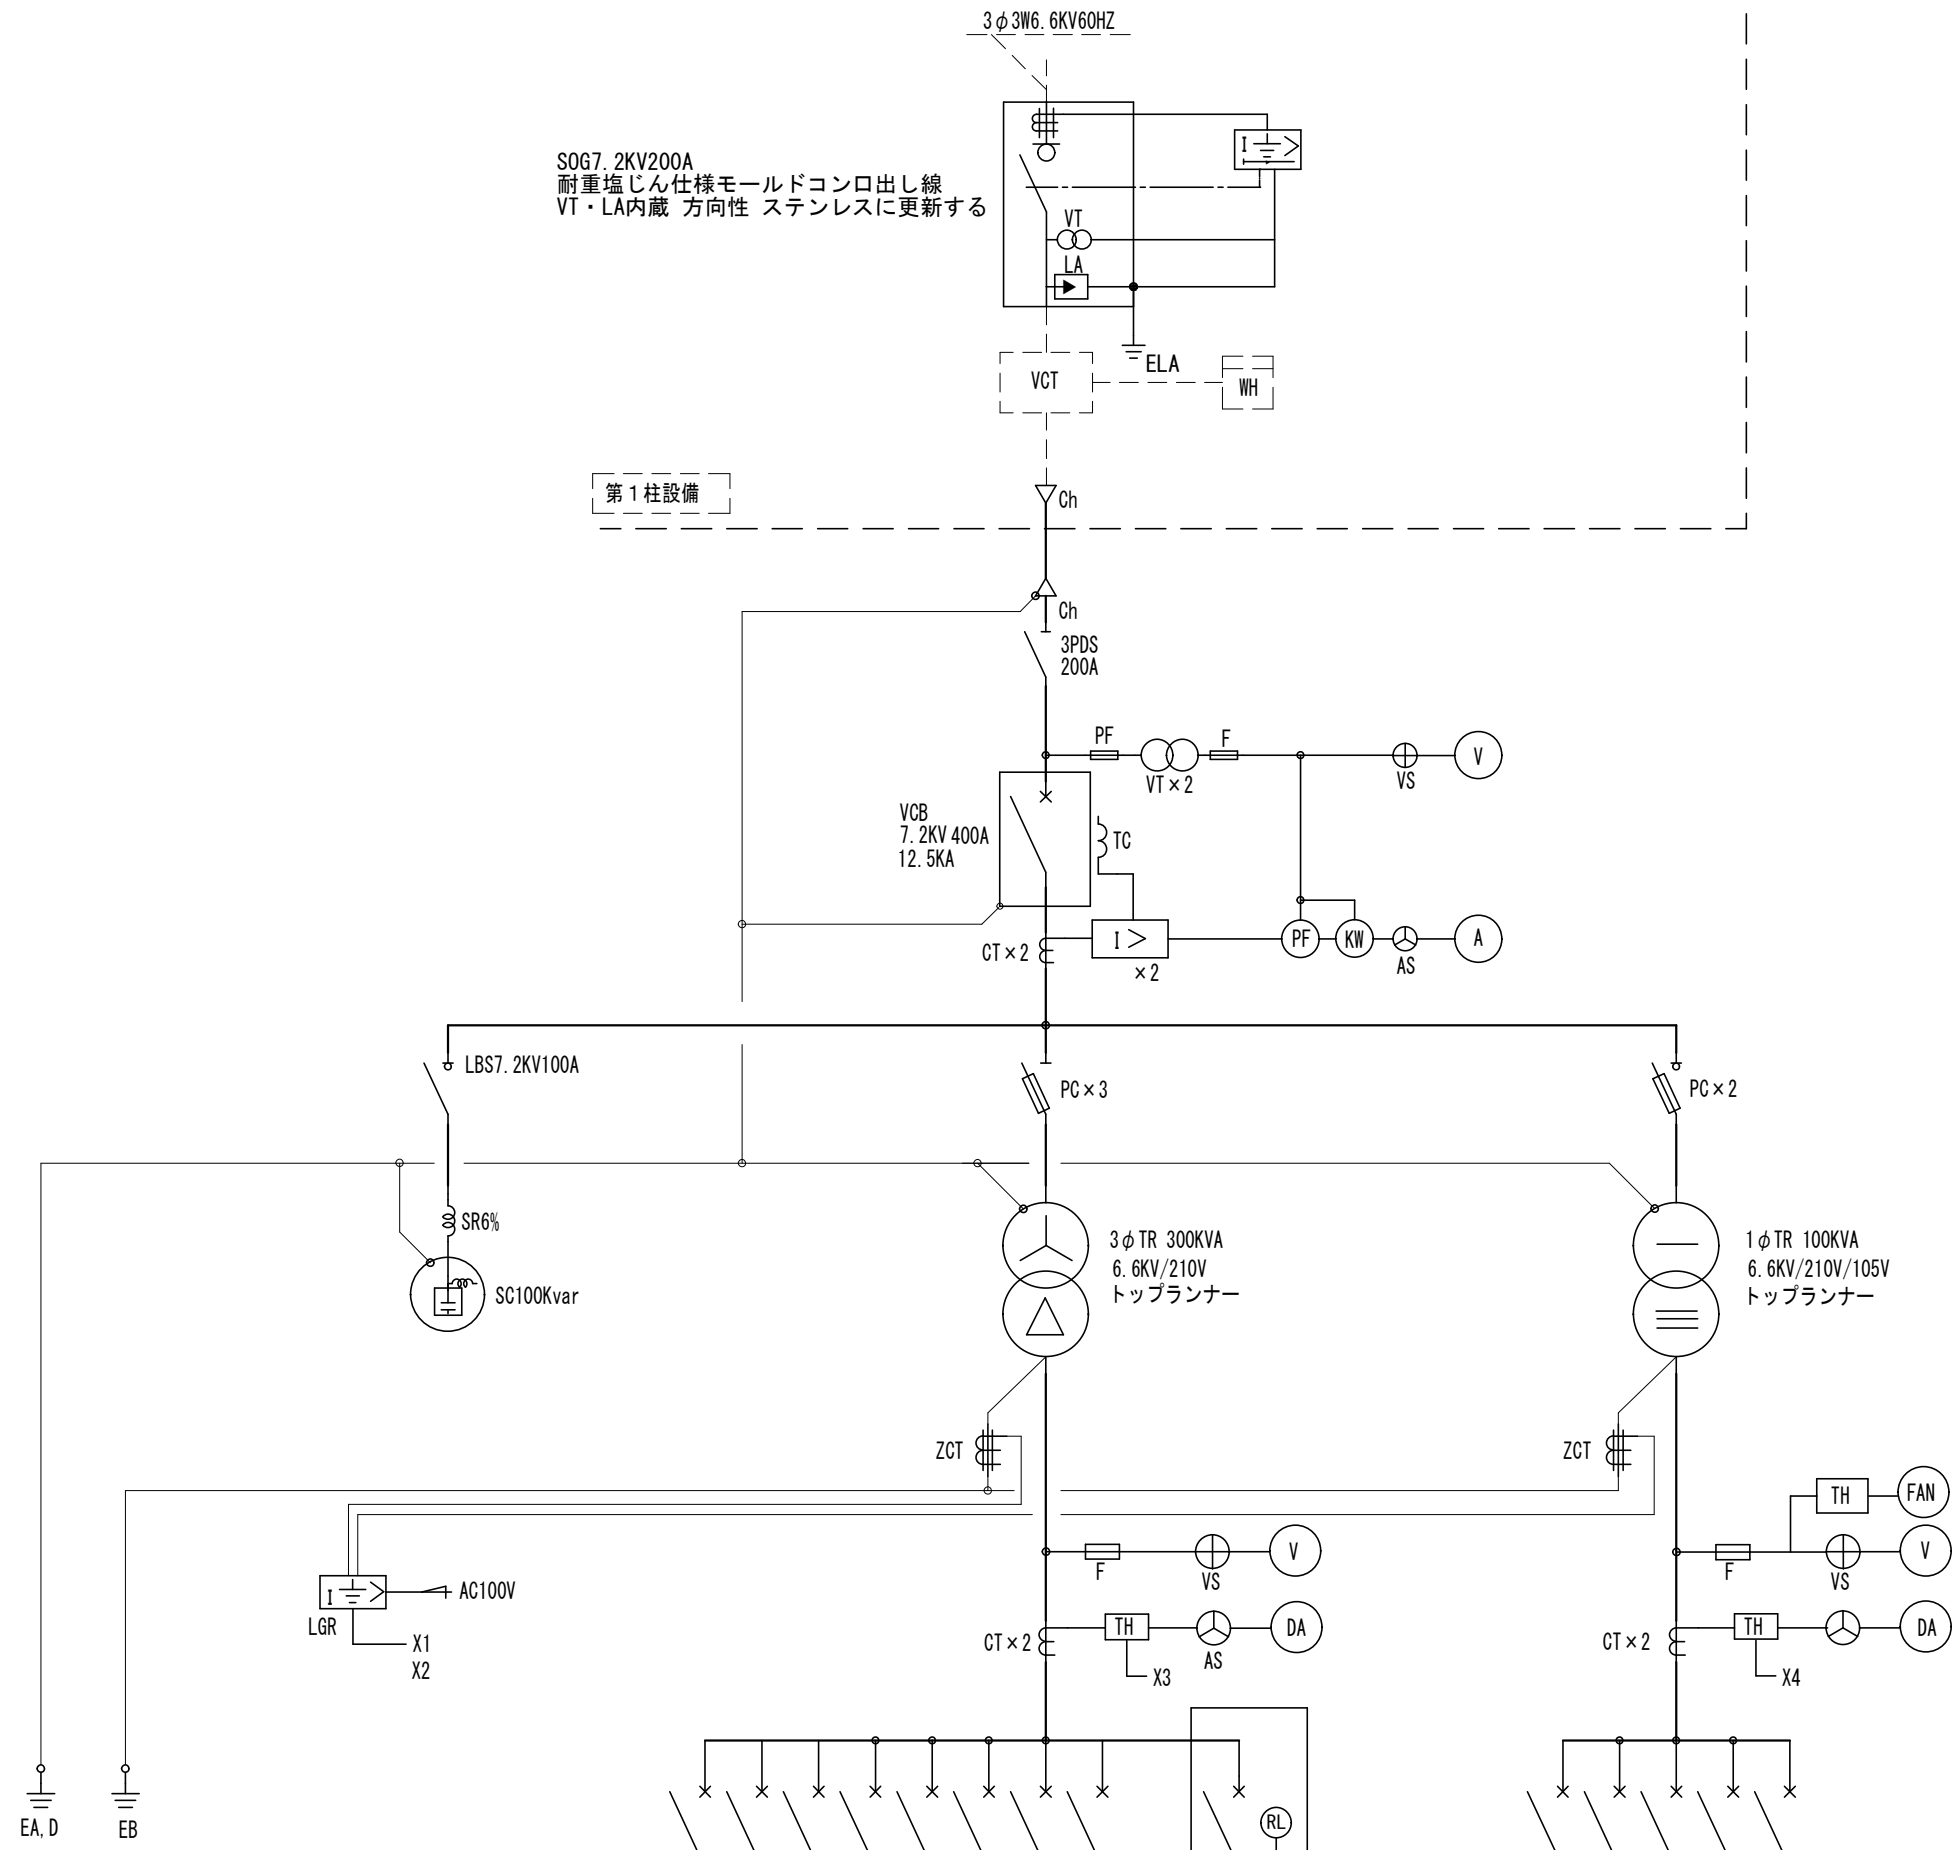 3φ3W6.6KV60HZ
I
SOG7.2KV200A
耐重塩じん仕様モールドコンロ出し線
VT・LA内蔵 方向性 ステンレスに更新する
VT
LA
ELA
VCT
WH
第1柱設備
Ch
Ch
3PDS
200A
PF
F
VT×2
VS
V
VCB
7.2KV 400A
12.5KA
TC
CT×2
I >
×2
PF
KW
AS
A
LBS7.2KV100A
PC×3
PC×2
SR6%
SC100Kvar
3φTR 300KVA
6.6KV/210V
トップランナー
1φTR 100KVA
6.6KV/210V/105V
トップランナー
ZCT
ZCT
TH
FAN
F
VS
V
F
VS
V
I
AC100V
LGR
X1
X2
CT×2
TH
AS
DA
X3
CT×2
TH
DA
X4
RL
EA,D
EB